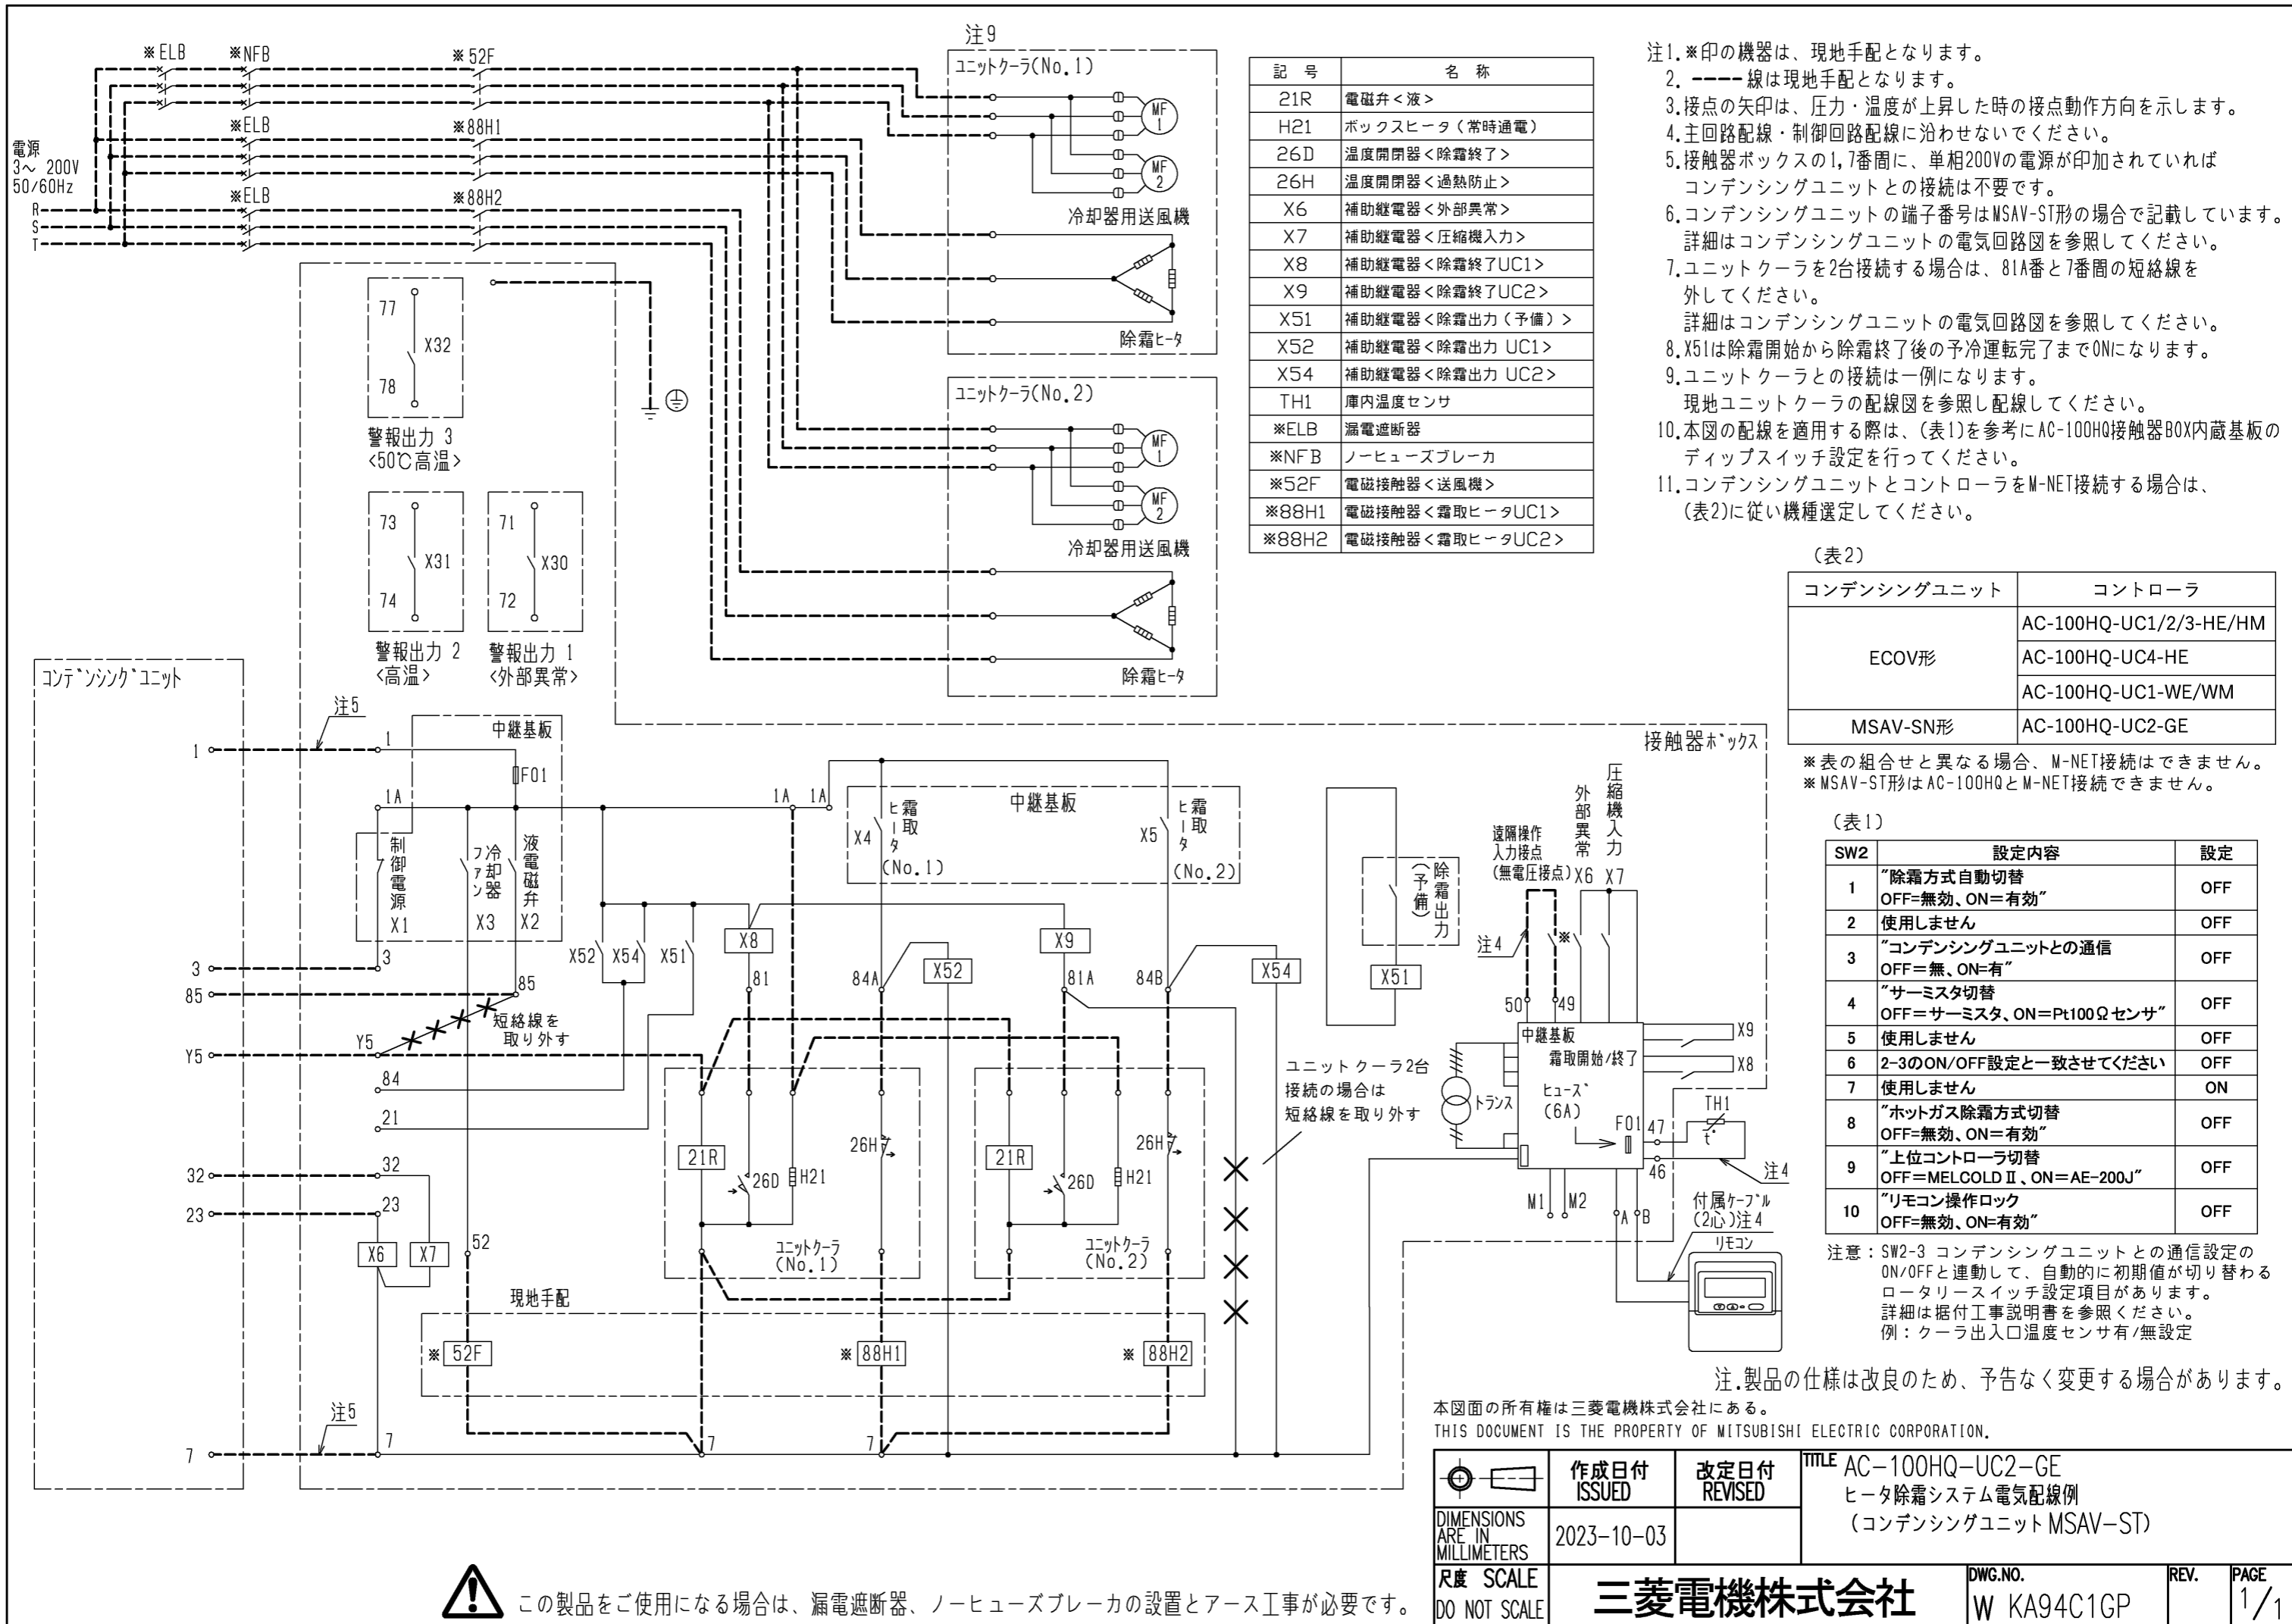 ※ELB
※NFB
※52F
※ELB
※88H1
※ELB
※88H2
電源
3～ 200V
50/60Hz
R
S
T
注9
ユニットクーラ(No.1)
MF
1
MF
2
冷却器用送風機
除霜ヒータ
ユニットクーラ(No.2)
MF
1
MF
2
冷却器用送風機
除霜ヒータ
77
X32
78
警報出力 3
<50℃高温>
73
X31
74
警報出力 2
<高温>
71
X30
72
警報出力 1
<外部異常>
記 号 名 称
21R 電磁弁<液>
H21 ボックスヒータ(常時通電)
26D 温度開閉器<除霜終了>
26H 温度開閉器<過熱防止>
X6 補助継電器<外部異常>
X7 補助継電器<圧縮機入力>
X8 補助継電器<除霜終了UC1>
X9 補助継電器<除霜終了UC2>
X51 補助継電器<除霜出力(予備)>
X52 補助継電器<除霜出力 UC1>
X54 補助継電器<除霜出力 UC2>
TH1 庫内温度センサ
※ELB 漏電遮断器
※NFB ノーヒューズブレーカ
※52F 電磁接触器<送風機>
※88H1 電磁接触器<霜取ヒータUC1>
※88H2 電磁接触器<霜取ヒータUC2>
注1.※印の機器は、現地手配となります。
2. ----線は現地手配となります。
3.接点の矢印は、圧力・温度が上昇した時の接点動作方向を示します。
4.主回路配線・制御回路配線に沿わせないでください。
5.接触器ボックスの1,7番間に、単相200Vの電源が印加されていれば
コンデンシングユニットとの接続は不要です。
6.コンデンシングユニットの端子番号はMSAV-ST形の場合で記載しています。
詳細はコンデンシングユニットの電気回路図を参照してください。
7.ユニットクーラを2台接続する場合は、81A番と7番間の短絡線を
外してください。
詳細はコンデンシングユニットの電気回路図を参照してください。
8.X51は除霜開始から除霜終了後の予冷運転完了までONになります。
9.ユニットクーラとの接続は一例になります。
現地ユニットクーラの配線図を参照し配線してください。
10.本図の配線を適用する際は、(表1)を参考にAC-100HQ接触器BOX内蔵基板の
ディップスイッチ設定を行ってください。
11.コンデンシングユニットとコントローラをM-NET接続する場合は、
(表2)に従い機種選定してください。
(表2)
コンデンシングユニット コントローラ
ECOV形
AC-100HQ-UC1/2/3-HE/HM
AC-100HQ-UC4-HE
AC-100HQ-UC1-WE/WM
MSAV-SN形 AC-100HQ-UC2-GE
※表の組合せと異なる場合、M-NET接続はできません。
※MSAV-ST形はAC-100HQとM-NET接続できません。
(表1)
SW2 設定内容 設定
1 "除霜方式自動切替
OFF=無効、ON=有効" OFF
2 使用しません OFF
3 "コンデンシングユニットとの通信
OFF=無、ON=有" OFF
4 "サーミスタ切替
OFF=サーミスタ、ON=Pt100Ωセンサ" OFF
5 使用しません OFF
6 2-3のON/OFF設定と一致させてください OFF
7 使用しません ON
8 "ホットガス除霜方式切替
OFF=無効、ON=有効" OFF
9 "上位コントローラ切替
OFF=MELCOLDⅡ、ON=AE-200J" OFF
10 "リモコン操作ロック
OFF=無効、ON=有効" OFF
注意：SW2-3 コンデンシングユニットとの通信設定の
ON/OFFと連動して、自動的に初期値が切り替わる
ロータリースイッチ設定項目があります。
詳細は据付工事説明書を参照ください。
例：クーラ出入口温度センサ有/無設定
コンデンシングユニット
1
3
85
Y5
32
23
7
注5
注5
1
中継基板
F01
1A
制御電源
X1
冷却器ファン
X3
液電磁弁
X2
3
85
短絡線を
取り外す
Y5
84
21
32
23
X6
X7
52
7
X52
X54
X51
1A
1A
X8
81
X4
霜取ヒータ
(No.1)
中継基板
X5
霜取ヒータ
(No.2)
84A
X52
X9
81A
84B
X54
21R
26D
H21
26H
ユニットクーラ
(No.1)
21R
26D
H21
26H
ユニットクーラ
(No.2)
現地手配
※ 52F
※ 88H1
※ 88H2
7
7
ユニットクーラ2台
接続の場合は
短絡線を取り外す
接触器ボックス
除霜出力
(予備)
X51
遠隔操作
入力接点
(無電圧接点)
外部異常
X6
圧縮機入力
X7
※
注4
50
49
中継基板
霜取開始/終了
ヒューズ
(6A)
F01
トランス
X9
X8
TH1
t°
47
46
注4
M1
M2
A
B
付属ケーブル
(2心)注4
リモコン
注.製品の仕様は改良のため、予告なく変更する場合があります。
本図面の所有権は三菱電機株式会社にある。
THIS DOCUMENT IS THE PROPERTY OF MITSUBISHI ELECTRIC CORPORATION.
作成日付
ISSUED
改定日付
REVISED
TITLE AC-100HQ-UC2-GE
ヒータ除霜システム電気配線例
(コンデンシングユニットMSAV-ST)
DIMENSIONS
ARE IN
MILLIMETERS
2023-10-03
尺度 SCALE
DO NOT SCALE
三菱電機株式会社
DWG.NO.
W KA94C1GP
REV.
PAGE
1/1
この製品をご使用になる場合は、漏電遮断器、ノーヒューズブレーカの設置とアース工事が必要です。